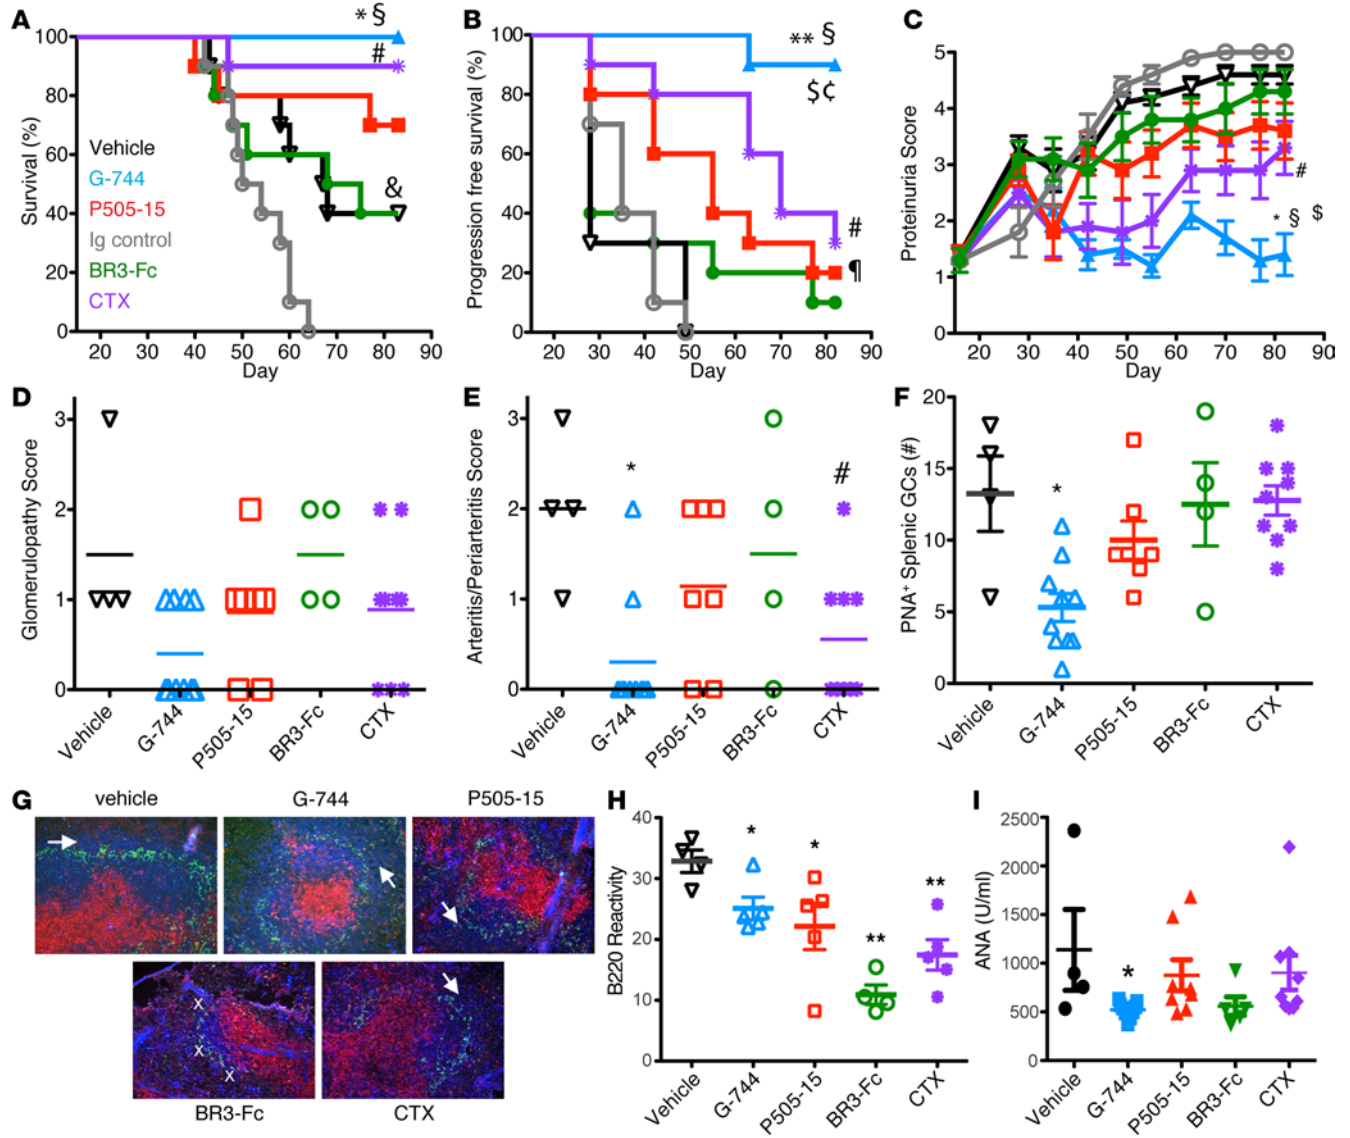 A
Survival (%)
100
80
60
40
20
0
20 30 40 50 60 70 80 90
Day
* §
#
&
Vehicle
G-744
P505-15
Ig control
BR3-Fc
CTX
B
Progression free survival (%)
100
80
60
40
20
0
20 30 40 50 60 70 80 90
Day
** §
$¢
#
¶
C
Proteinuria Score
5
4
3
2
1
0
20 30 40 50 60 70 80 90
Day
#
* § $
D
Glomerulopathy Score
3
2
1
0
Vehicle
G-744
P505-15
BR3-Fc
CTX
E
Arteritis/Periarteritis Score
3
2
1
0
*
#
Vehicle
G-744
P505-15
BR3-Fc
CTX
F
PNA+ Splenic GCs (#)
20
15
10
5
0
*
Vehicle
G-744
P505-15
BR3-Fc
CTX
G
vehicle
G-744
P505-15
x
x
x
BR3-Fc
CTX
H
B220 Reactivity
40
30
20
10
0
*
*
**
**
Vehicle
G-744
P505-15
BR3-Fc
CTX
I
ANA (U/ml)
2500
2000
1500
1000
500
0
*
Vehicle
G-744
P505-15
BR3-Fc
CTX